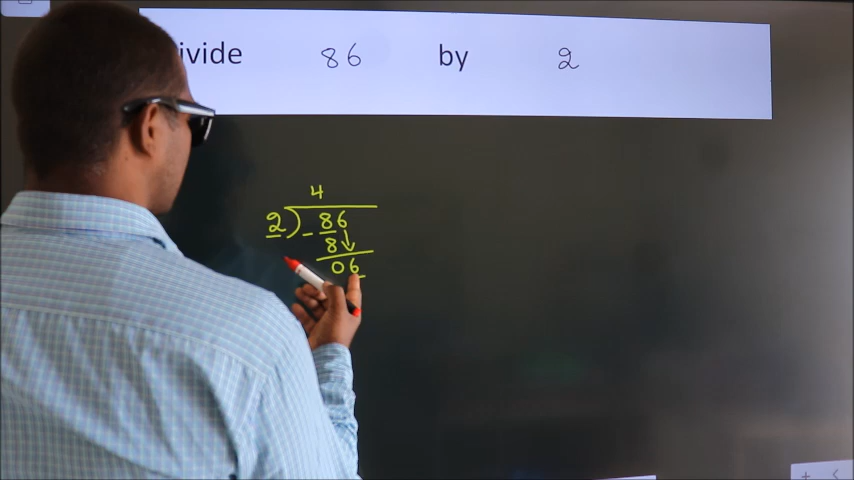 ivide 86 by 2
4
2 ) 86
- 8 ↓
06